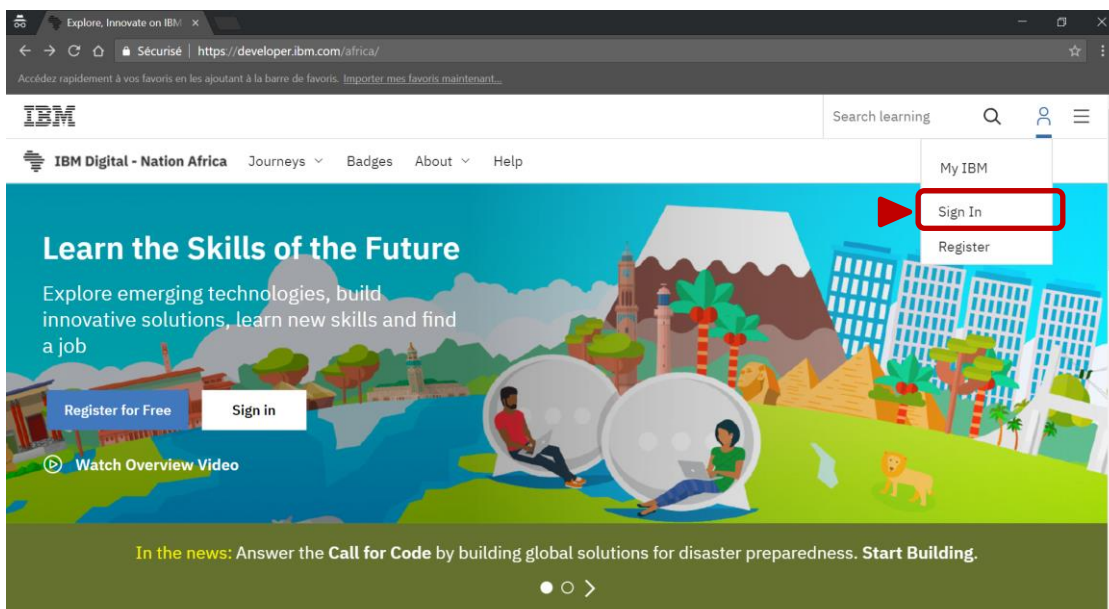 Explore, Innovate on IBM
Sécurisé | https://developer.ibm.com/africa/
Accédez rapidement à vos favoris en les ajoutant à la barre de favoris. Importer mes favoris maintenant...
IBM
Search learning
IBM Digital - Nation Africa Journeys Badges About Help
My IBM
Sign In
Register
Learn the Skills of the Future
Explore emerging technologies, build
innovative solutions, learn new skills and find
a job
Register for Free Sign in
Watch Overview Video
In the news: Answer the Call for Code by building global solutions for disaster preparedness. Start Building.